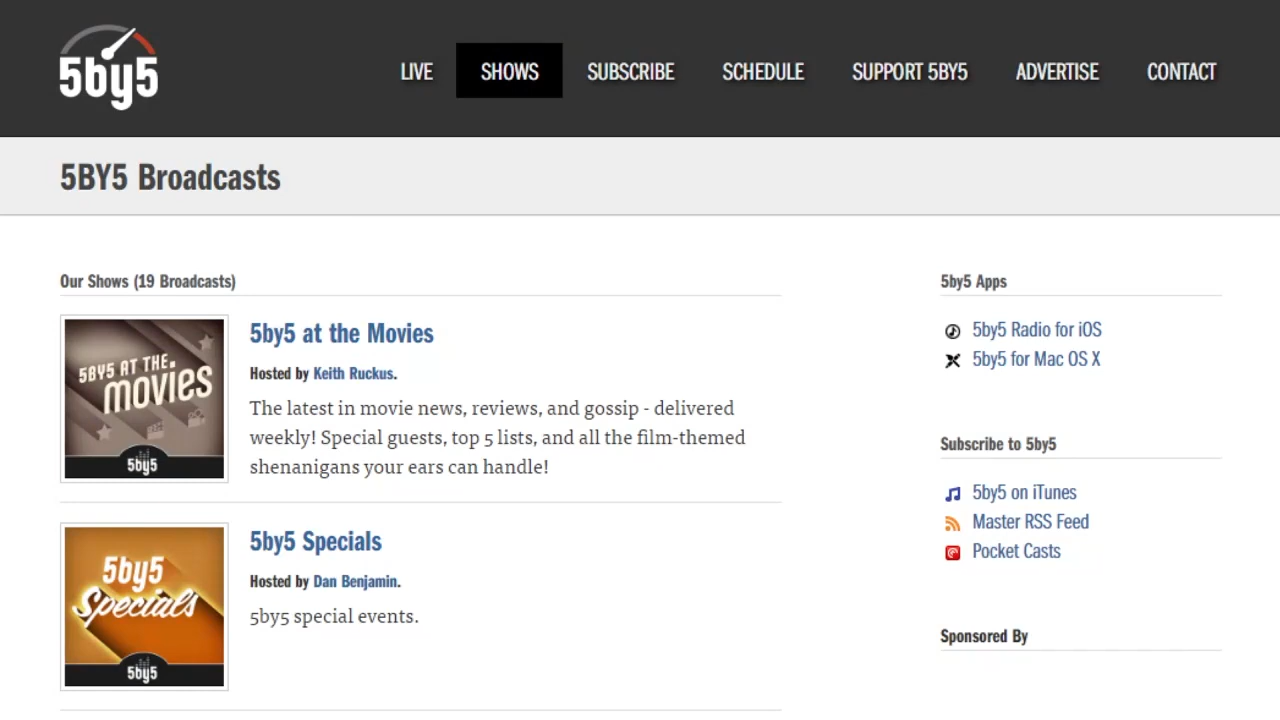 5by5
LIVE
SHOWS
SUBSCRIBE
SCHEDULE
SUPPORT 5BY5
ADVERTISE
CONTACT
5BY5 Broadcasts
Our Shows (19 Broadcasts)
5BY5 AT THE.
MOVIES
5by5
5by5 at the Movies
Hosted by Keith Ruckus.
The latest in movie news, reviews, and gossip - delivered
weekly! Special guests, top 5 lists, and all the film-themed
shenanigans your ears can handle!
5by5
Specials
5by5
5by5 Specials
Hosted by Dan Benjamin.
5by5 special events.
5by5 Apps
5by5 Radio for iOS
5by5 for Mac OS X
Subscribe to 5by5
5by5 on iTunes
Master RSS Feed
Pocket Casts
Sponsored By